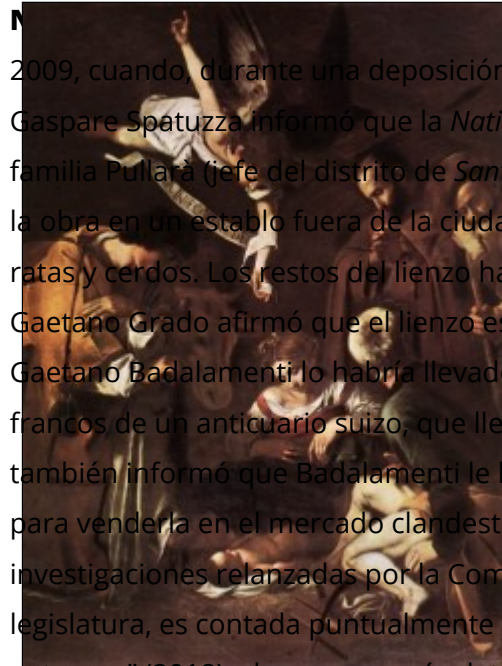 N
2009, cuando, durante una deposición
Gaspare Spatuzza informó que la Nati
familia Pullarà (jefe del distrito de San
la obra en un establo fuera de la ciuda
ratas y cerdos. Los restos del lienzo ha
Gaetano Grado afirmó que el lienzo es
Gaetano Badalamenti lo habría llevado
francos de un anticuario suizo, que lle
también informó que Badalamenti le h
para venderla en el mercado clandest
investigaciones relanzadas por la Com
legislatura, es contada puntualmente